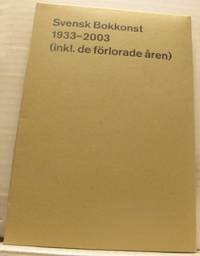 Svensk Bokkonst
1933–2003
(inkl. de förlorade åren)